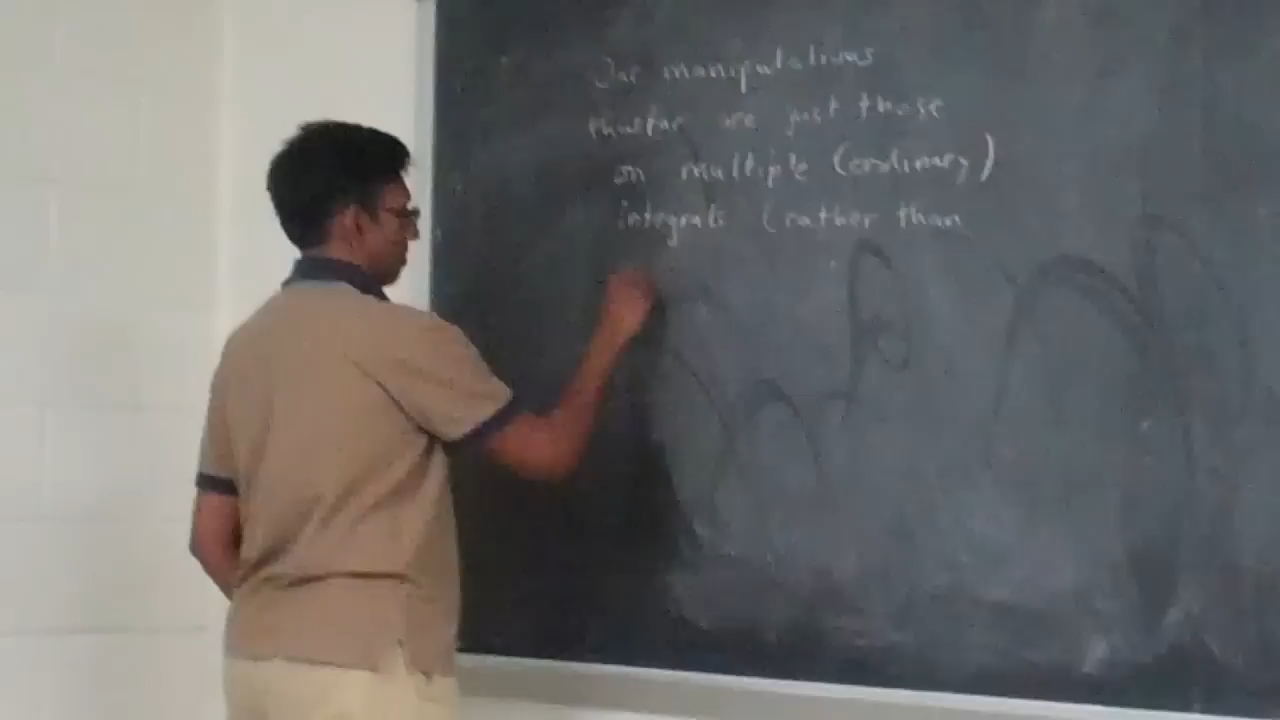 Our manipulations
thusfar are just those
on multiple (ordinary)
integrals (rather than